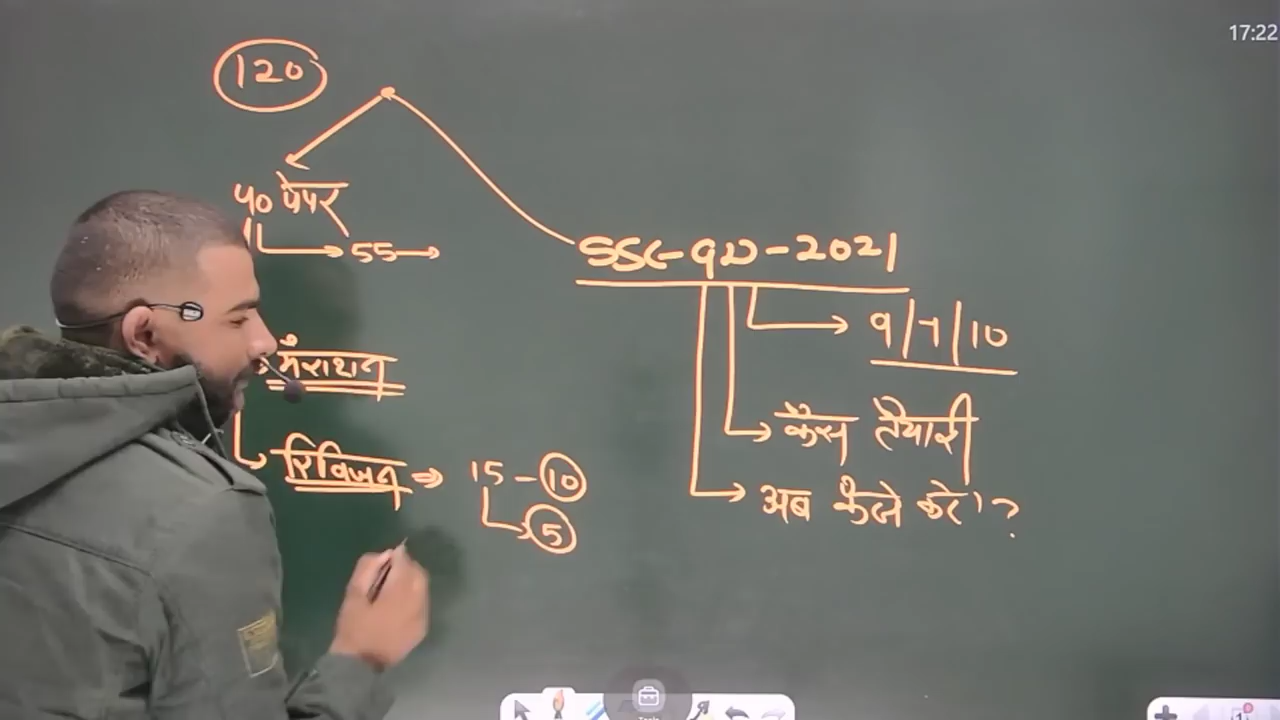 17:22
120
40 पेपर
55
SSC-GD-2021
9/7/10
मैराथन
कैसे तैयारी
रिविजन ⇒ 15-10
5
अब कैसे करे ?